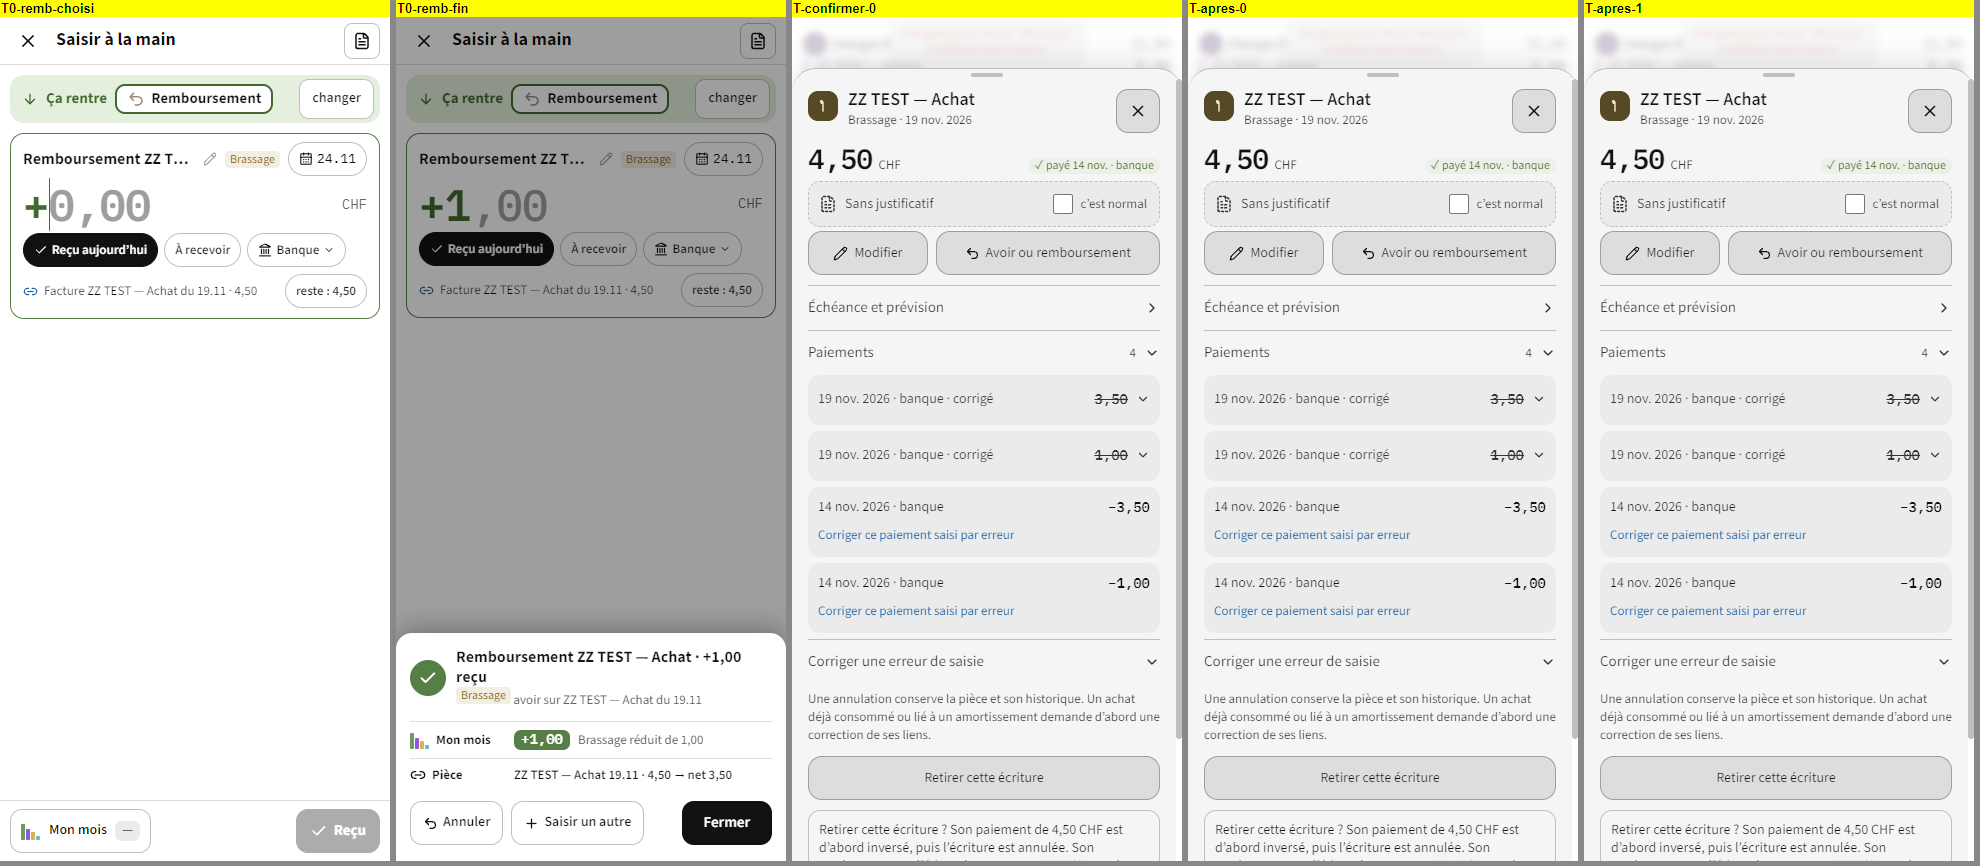 T0-remb-choisi
Saisir à la main
Ça rentre
Remboursement
changer
Remboursement ZZ T…
Brassage
24.11
+0,00
CHF
Reçu aujourd’hui
À recevoir
Banque
Facture ZZ TEST — Achat du 19.11 · 4,50
reste : 4,50
Mon mois
—
Reçu
T0-remb-fin
Saisir à la main
Ça rentre
Remboursement
changer
Remboursement ZZ T…
Brassage
24.11
+1,00
CHF
Reçu aujourd’hui
À recevoir
Banque
Facture ZZ TEST — Achat du 19.11 · 4,50
reste : 4,50
Remboursement ZZ TEST — Achat · +1,00
reçu
Brassage avoir sur ZZ TEST — Achat du 19.11
Mon mois
+1,00
Brassage réduit de 1,00
Pièce
ZZ TEST — Achat 19.11 · 4,50 → net 3,50
Annuler
Saisir un autre
Fermer
T-confirmer-0
ZZ TEST — Achat
Brassage · 19 nov. 2026
4,50 CHF
✓ payé 14 nov. · banque
Sans justificatif
c’est normal
Modifier
Avoir ou remboursement
Échéance et prévision
Paiements
4
19 nov. 2026 · banque · corrigé
3,50
19 nov. 2026 · banque · corrigé
1,00
14 nov. 2026 · banque
−3,50
Corriger ce paiement saisi par erreur
14 nov. 2026 · banque
−1,00
Corriger ce paiement saisi par erreur
Corriger une erreur de saisie
Une annulation conserve la pièce et son historique. Un achat
déjà consommé ou lié à un amortissement demande d’abord une
correction de ses liens.
Retirer cette écriture
Retirer cette écriture ? Son paiement de 4,50 CHF est
d’abord inversé, puis l’écriture est annulée. Son
T-apres-0
ZZ TEST — Achat
Brassage · 19 nov. 2026
4,50 CHF
✓ payé 14 nov. · banque
Sans justificatif
c’est normal
Modifier
Avoir ou remboursement
Échéance et prévision
Paiements
4
19 nov. 2026 · banque · corrigé
3,50
19 nov. 2026 · banque · corrigé
1,00
14 nov. 2026 · banque
−3,50
Corriger ce paiement saisi par erreur
14 nov. 2026 · banque
−1,00
Corriger ce paiement saisi par erreur
Corriger une erreur de saisie
Une annulation conserve la pièce et son historique. Un achat
déjà consommé ou lié à un amortissement demande d’abord une
correction de ses liens.
Retirer cette écriture
Retirer cette écriture ? Son paiement de 4,50 CHF est
d’abord inversé, puis l’écriture est annulée. Son
T-apres-1
ZZ TEST — Achat
Brassage · 19 nov. 2026
4,50 CHF
✓ payé 14 nov. · banque
Sans justificatif
c’est normal
Modifier
Avoir ou remboursement
Échéance et prévision
Paiements
4
19 nov. 2026 · banque · corrigé
3,50
19 nov. 2026 · banque · corrigé
1,00
14 nov. 2026 · banque
−3,50
Corriger ce paiement saisi par erreur
14 nov. 2026 · banque
−1,00
Corriger ce paiement saisi par erreur
Corriger une erreur de saisie
Une annulation conserve la pièce et son historique. Un achat
déjà consommé ou lié à un amortissement demande d’abord une
correction de ses liens.
Retirer cette écriture
Retirer cette écriture ? Son paiement de 4,50 CHF est
d’abord inversé, puis l’écriture est annulée. Son